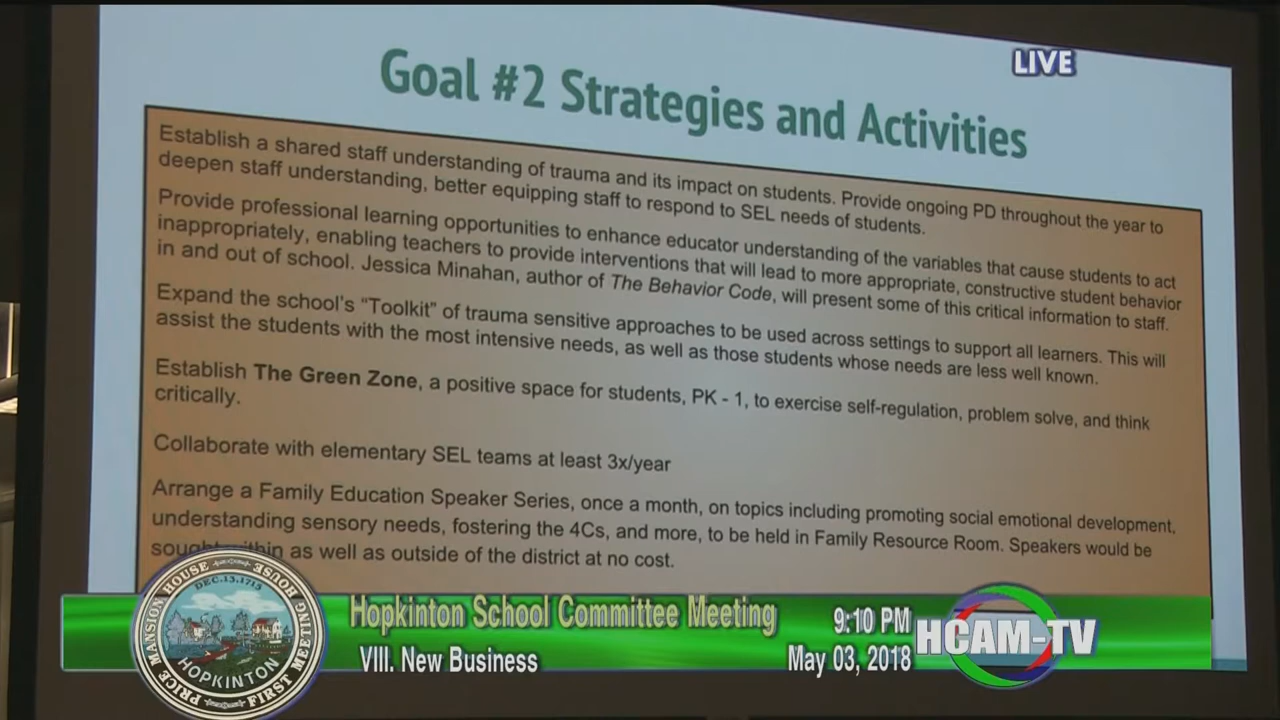 LIVE
Goal #2 Strategies and Activities
Establish a shared staff understanding of trauma and its impact on students. Provide ongoing PD throughout the year to
deepen staff understanding, better equipping staff to respond to SEL needs of students.
Provide professional learning opportunities to enhance educator understanding of the variables that cause students to act
inappropriately, enabling teachers to provide interventions that will lead to more appropriate, constructive student behavior
in and out of school. Jessica Minahan, author of The Behavior Code, will present some of this critical information to staff.
Expand the school's “Toolkit” of trauma sensitive approaches to be used across settings to support all learners. This will
assist the students with the most intensive needs, as well as those students whose needs are less well known.
Establish The Green Zone, a positive space for students, PK - 1, to exercise self-regulation, problem solve, and think
critically.
Collaborate with elementary SEL teams at least 3x/year
Arrange a Family Education Speaker Series, once a month, on topics including promoting social emotional development,
understanding sensory needs, fostering the 4Cs, and more, to be held in Family Resource Room. Speakers would be
sought within as well as outside of the district at no cost.
PRICE MANSION HOUSE HOUSE FIRST MEETING
DEC.13.1715
HOPKINTON
Hopkinton School Committee Meeting
9:10 PM
VIII. New Business
May 03, 2018
HCAM-TV